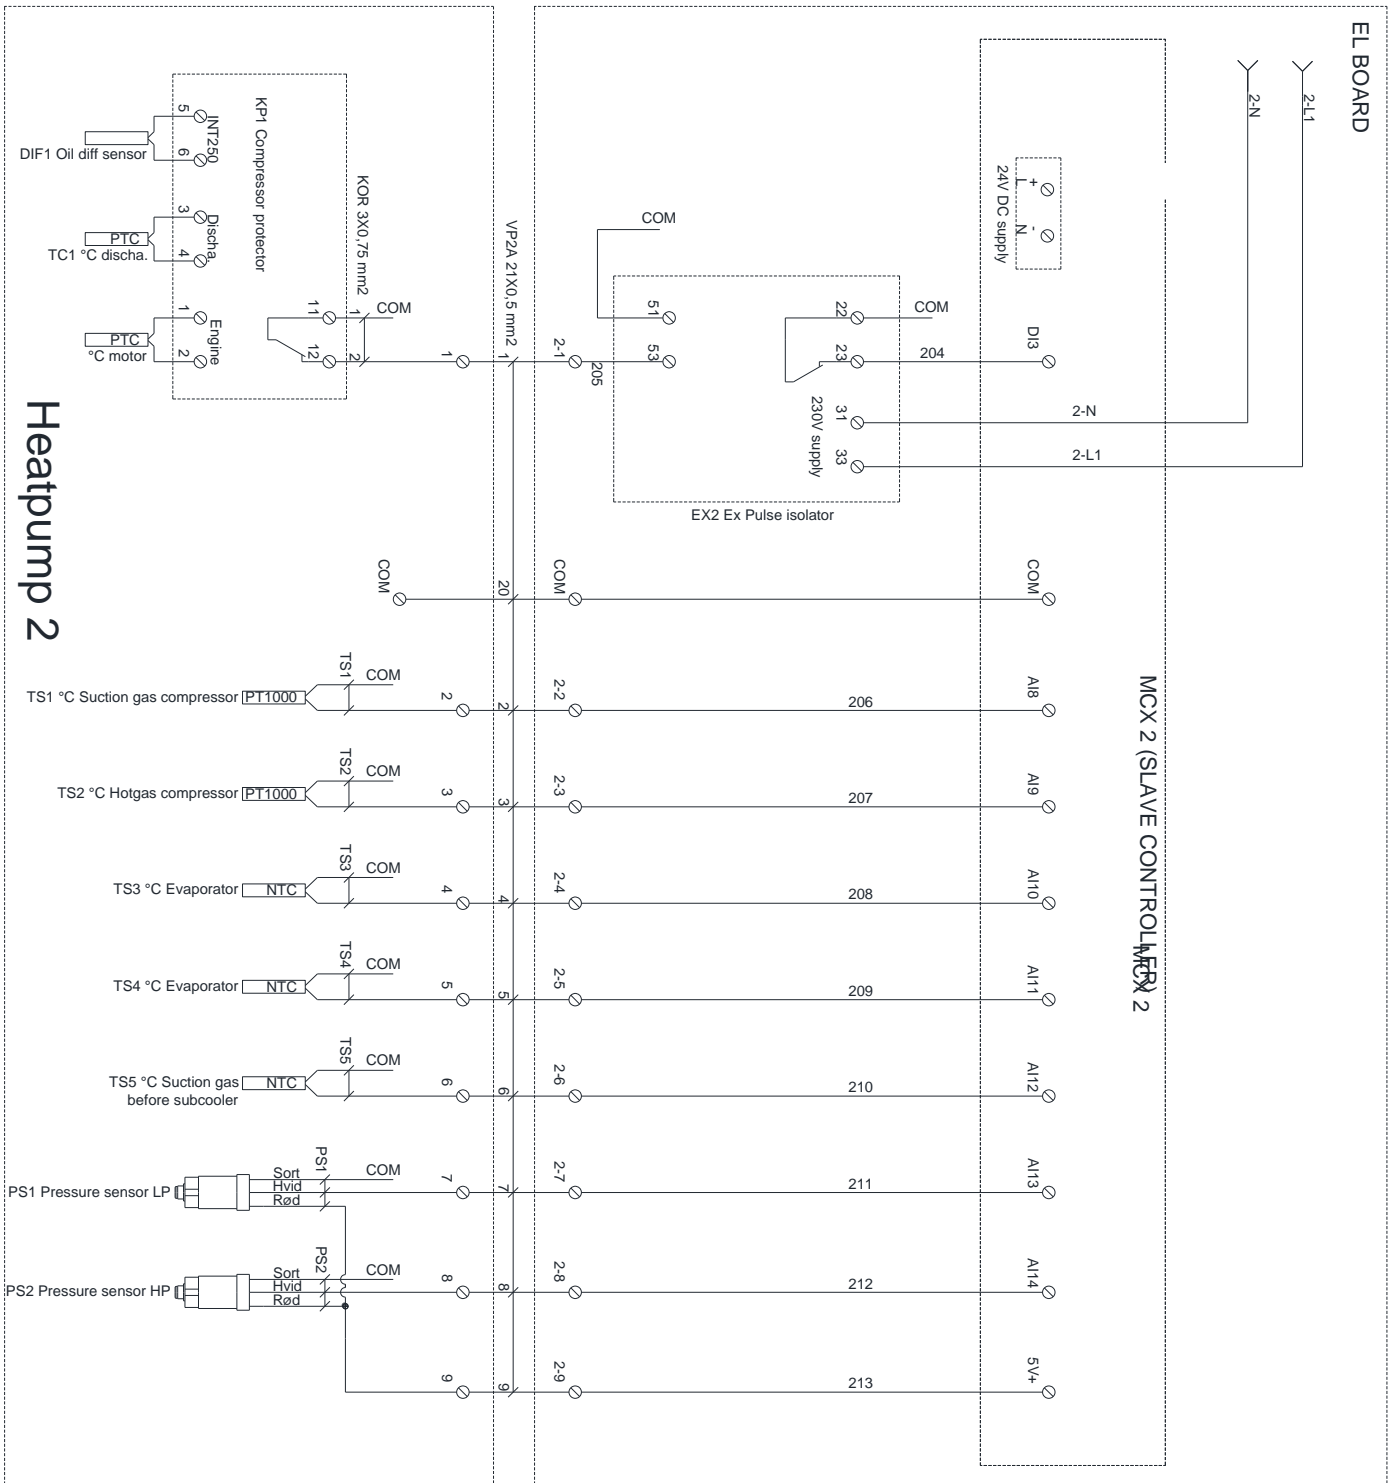 EL BOARD
2-N
2-L1
24V DC supply
L +
N -
KP1 Compressor protector
INT250
5
6
DIF1 Oil diff sensor
Discha.
3
4
PTC
TC1 °C discha.
Engine
1
2
PTC
°C motor
KOR 3X0,75 mm2
11
12
1
2
COM
1
VP2A 21X0,5 mm2
1
2-1
205
COM
51
53
22
23
COM
204
DI3
31
33
230V supply
2-N
2-L1
EX2 Ex Pulse isolator
Heatpump 2
MCX 2 (SLAVE CONTROLLER)
MCX 2
COM
20
COM
COM
TS1 °C Suction gas compressor
PT1000
TS1
COM
2
2
2-2
206
AI8
TS2 °C Hotgas compressor
PT1000
TS2
COM
3
3
2-3
207
AI9
TS3 °C Evaporator
NTC
TS3
COM
4
4
2-4
208
AI10
TS4 °C Evaporator
NTC
TS4
COM
5
5
2-5
209
AI11
TS5 °C Suction gas
before subcooler
NTC
TS5
COM
6
6
2-6
210
AI12
PS1 Pressure sensor LP
Sort
Hvid
Rød
PS1
COM
7
7
2-7
211
AI13
PS2 Pressure sensor HP
Sort
Hvid
Rød
PS2
COM
8
8
2-8
212
AI14
9
9
2-9
213
5V+